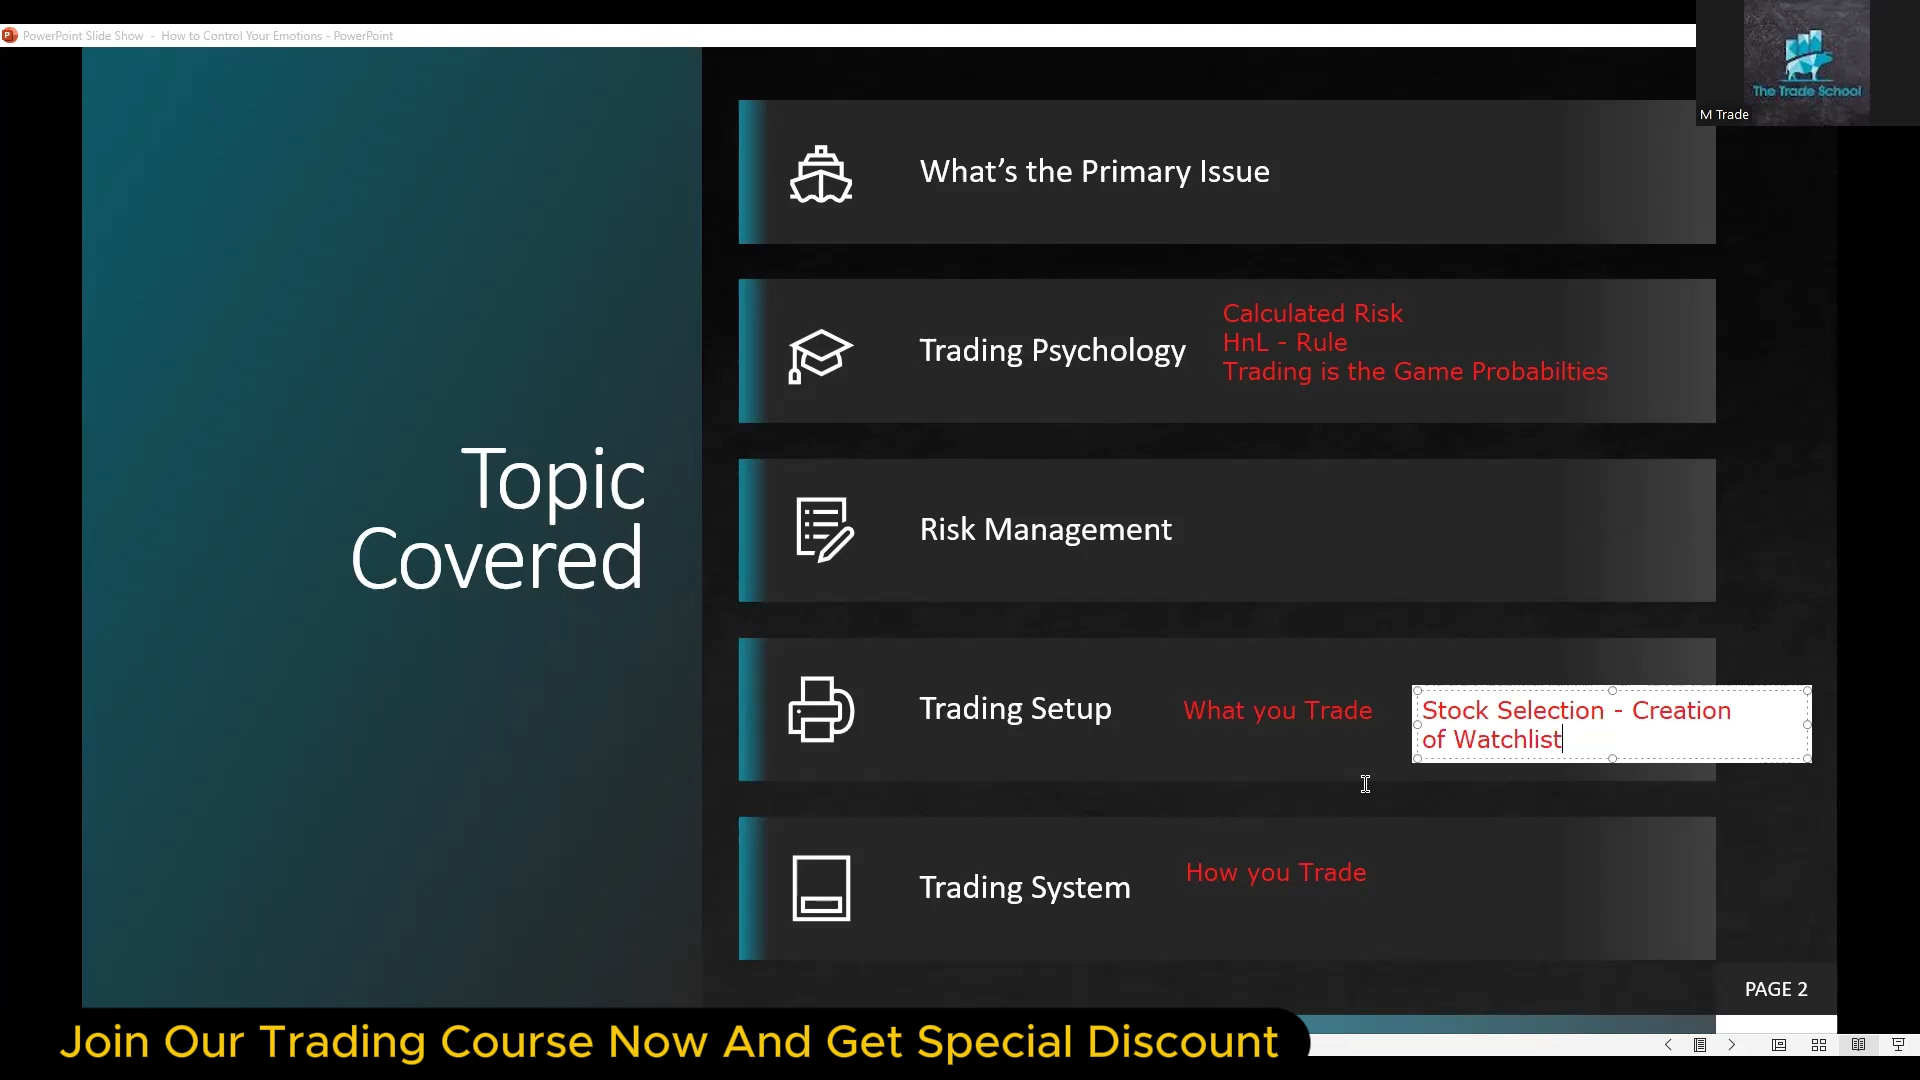 PowerPoint Slide Show - How to Control Your Emotions - PowerPoint
The Trade School
M Trade
What's the Primary Issue
Trading Psychology
Calculated Risk
HnL - Rule
Trading is the Game Probabilties
Topic
Covered
Risk Management
Trading Setup
What you Trade
Stock Selection - Creation
of Watchlist
Trading System
How you Trade
PAGE 2
Join Our Trading Course Now And Get Special Discount